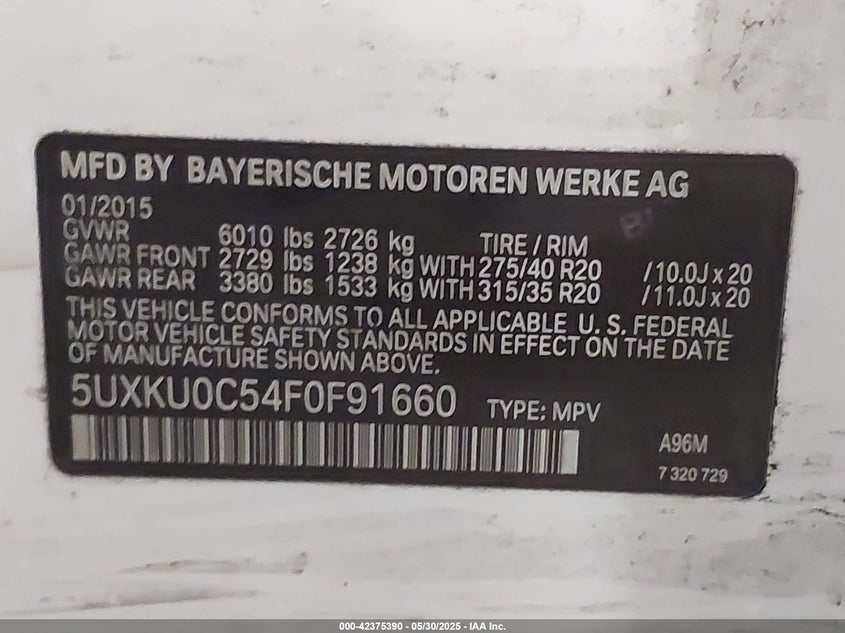 MFD BY BAYERISCHE MOTOREN WERKE AG
01/2015
GVWR 6010 lbs 2726 kg TIRE / RIM
GAWR FRONT 2729 lbs 1238 kg WITH 275/40 R20 /10.0J x 20
GAWR REAR 3380 lbs 1533 kg WITH 315/35 R20 /11.0J x 20
THIS VEHICLE CONFORMS TO ALL APPLICABLE U. S. FEDERAL
MOTOR VEHICLE SAFETY STANDARDS IN EFFECT ON THE DATE
OF MANUFACTURE SHOWN ABOVE.
5UXKU0C54F0F91660 TYPE: MPV
A96M
7 320 729
000-42375390 - 05/30/2025 - IAA Inc.